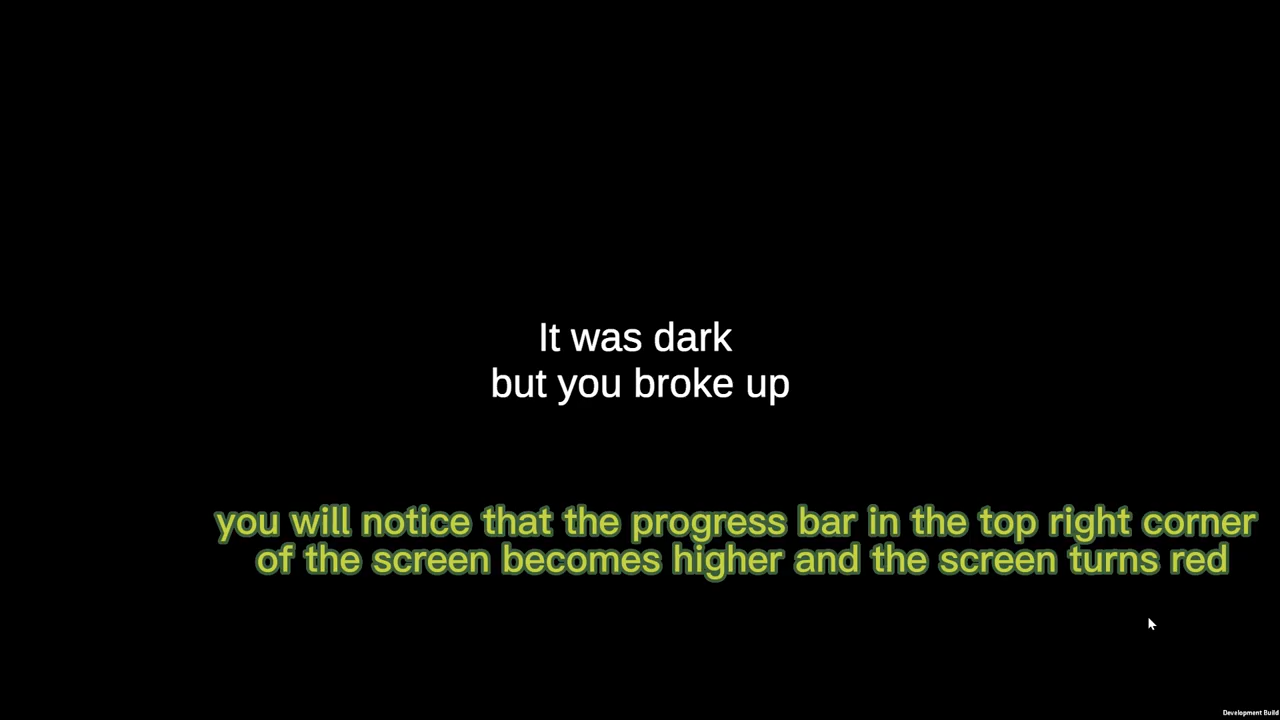 It was dark
but you broke up
you will notice that the progress bar in the top right corner
of the screen becomes higher and the screen turns red
Development Build